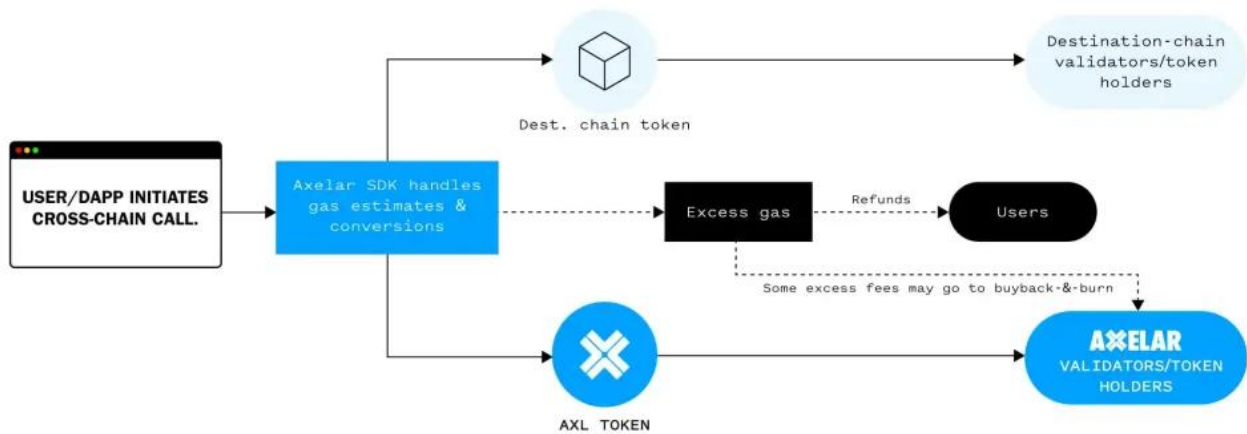 USER/DAPP INITIATES
CROSS-CHAIN CALL.
Axelar SDK handles
gas estimates &
conversions
Dest. chain token
Destination-chain
validators/token
holders
Excess gas
Refunds
Users
Some excess fees may go to buyback-&-burn
AXL TOKEN
AXELAR
VALIDATORS/TOKEN
HOLDERS